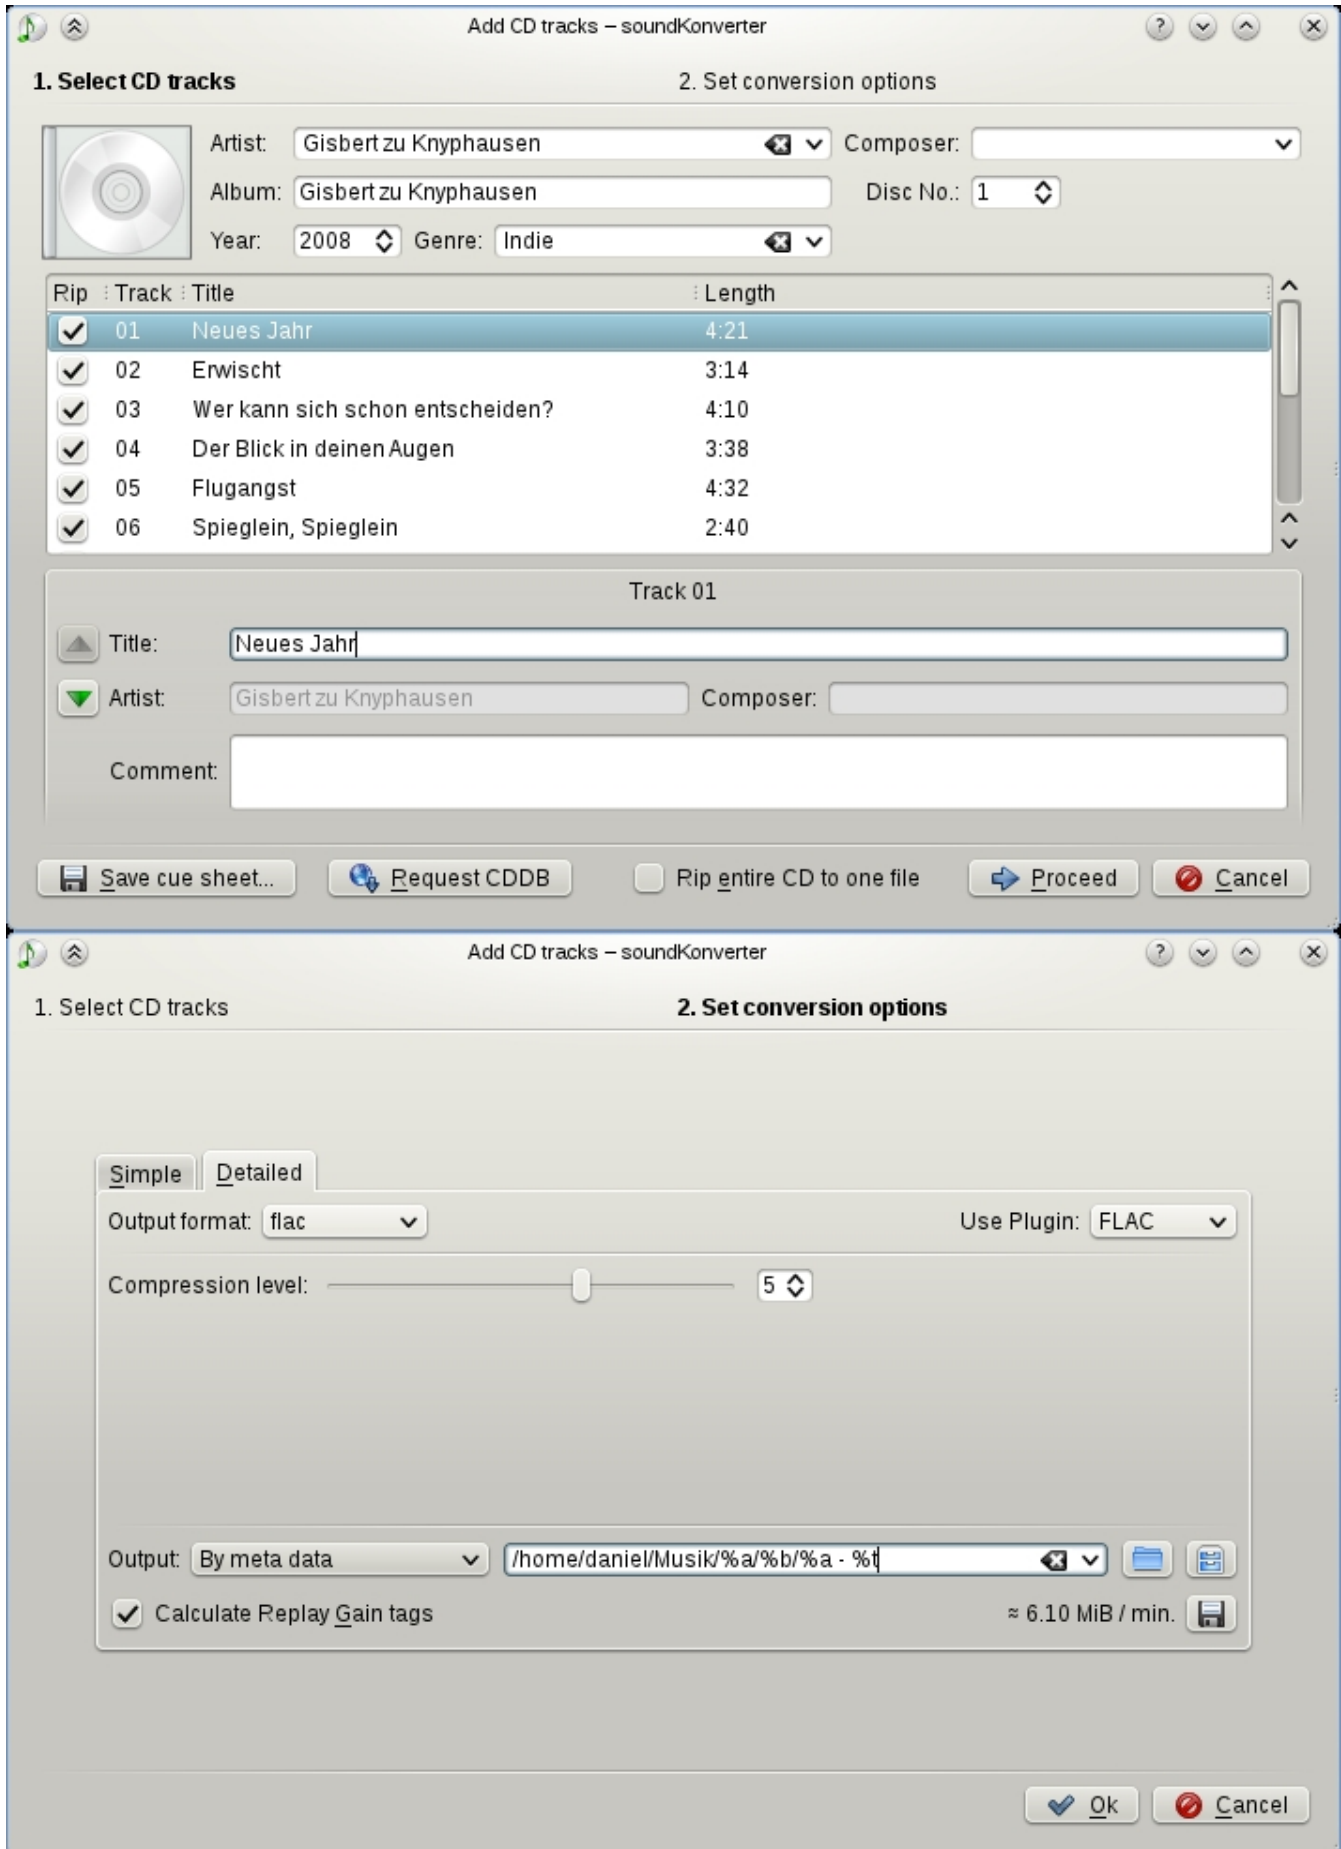 Add CD tracks – soundKonverter
1. Select CD tracks 2. Set conversion options
Artist: Gisbert zu Knyphausen Composer:
Album: Gisbert zu Knyphausen Disc No.: 1
Year: 2008 Genre: Indie
Rip Track Title Length
01 Neues Jahr 4:21
02 Erwischt 3:14
03 Wer kann sich schon entscheiden? 4:10
04 Der Blick in deinen Augen 3:38
05 Flugangst 4:32
06 Spieglein, Spieglein 2:40
Track 01
Title: Neues Jahr
Artist: Gisbert zu Knyphausen Composer:
Comment:
Save cue sheet... Request CDDB Rip entire CD to one file Proceed Cancel
Add CD tracks – soundKonverter
1. Select CD tracks 2. Set conversion options
Simple Detailed
Output format: flac Use Plugin: FLAC
Compression level: 5
Output: By meta data /home/daniel/Musik/%a/%b/%a - %t
Calculate Replay Gain tags ≈ 6.10 MiB / min.
Ok Cancel